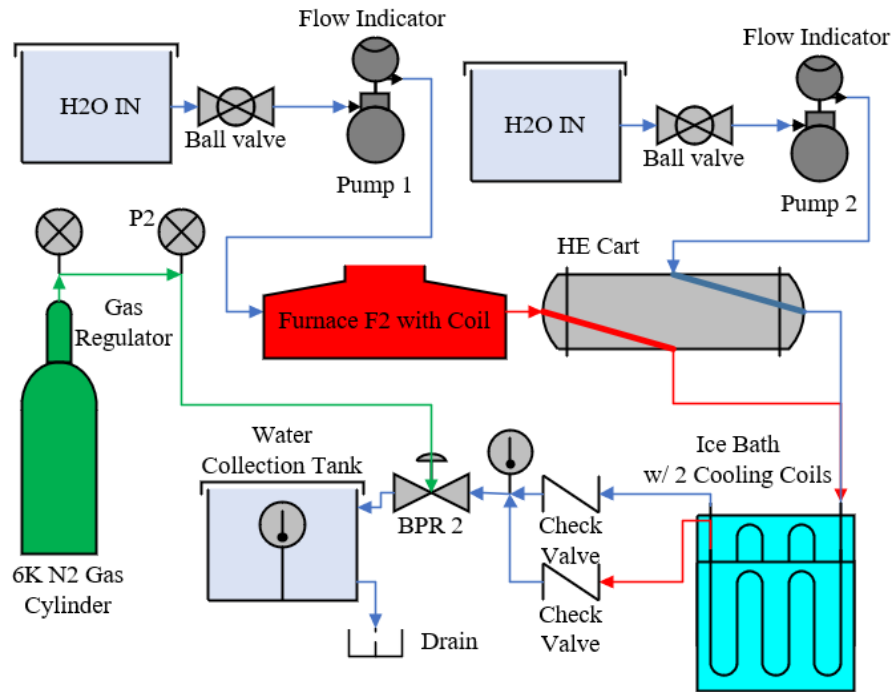 Flow Indicator
H2O IN
Ball valve
Pump 1
Flow Indicator
H2O IN
Ball valve
Pump 2
P2
Gas
Regulator
HE Cart
Furnace F2 with Coil
6K N2 Gas
Cylinder
Water
Collection Tank
BPR 2
Check
Valve
Check
Valve
Ice Bath
w/ 2 Cooling Coils
Drain